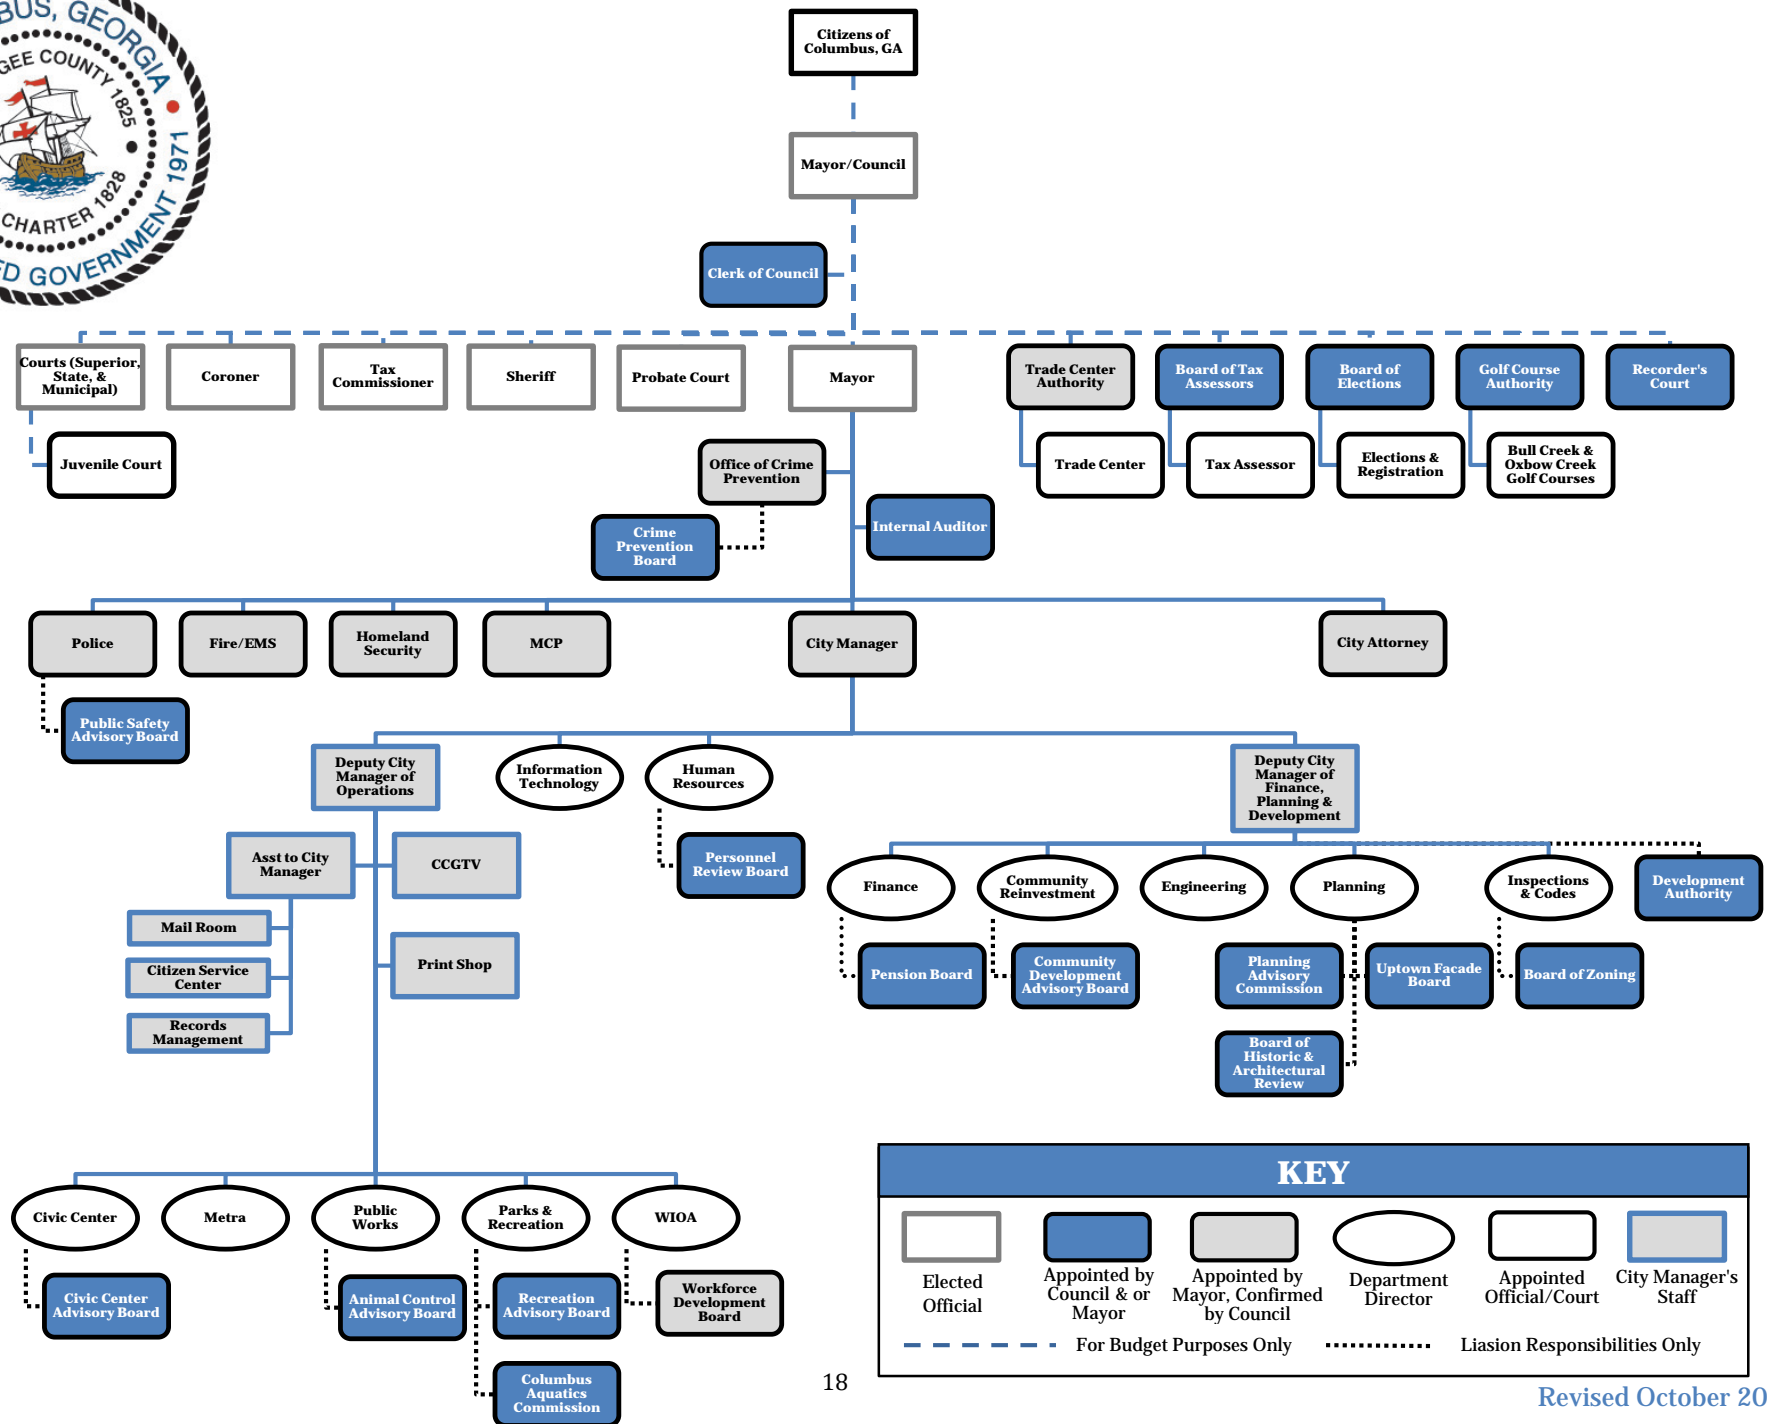 BUS, GEORGIA
GEE COUNTY 1825
CHARTER 1828
ED GOVERNMENT 1971
Citizens of
Columbus, GA
Mayor/Council
Clerk of Council
Courts (Superior,
State, &
Municipal)
Coroner
Tax
Commissioner
Sheriff
Probate Court
Mayor
Trade Center
Authority
Board of Tax
Assessors
Board of
Elections
Golf Course
Authority
Recorder's
Court
Juvenile Court
Office of Crime
Prevention
Trade Center
Tax Assessor
Elections &
Registration
Bull Creek &
Oxbow Creek
Golf Courses
Crime
Prevention
Board
Internal Auditor
Police
Fire/EMS
Homeland
Security
MCP
City Manager
City Attorney
Public Safety
Advisory Board
Deputy City
Manager of
Operations
Information
Technology
Human
Resources
Deputy City
Manager of
Finance,
Planning &
Development
Asst to City
Manager
CCGTV
Personnel
Review Board
Finance
Community
Reinvestment
Engineering
Planning
Inspections
& Codes
Development
Authority
Mail Room
Citizen Service
Center
Records
Management
Print Shop
Pension Board
Community
Development
Advisory Board
Planning
Advisory
Commission
Uptown Facade
Board
Board of Zoning
Board of
Historic &
Architectural
Review
Civic Center
Metra
Public
Works
Parks &
Recreation
WIOA
Civic Center
Advisory Board
Animal Control
Advisory Board
Recreation
Advisory Board
Workforce
Development
Board
Columbus
Aquatics
Commission
KEY
Elected
Official
Appointed by
Council & or
Mayor
Appointed by
Mayor, Confirmed
by Council
Department
Director
Appointed
Official/Court
City Manager's
Staff
For Budget Purposes Only
Liasion Responsibilities Only
18
Revised October 20